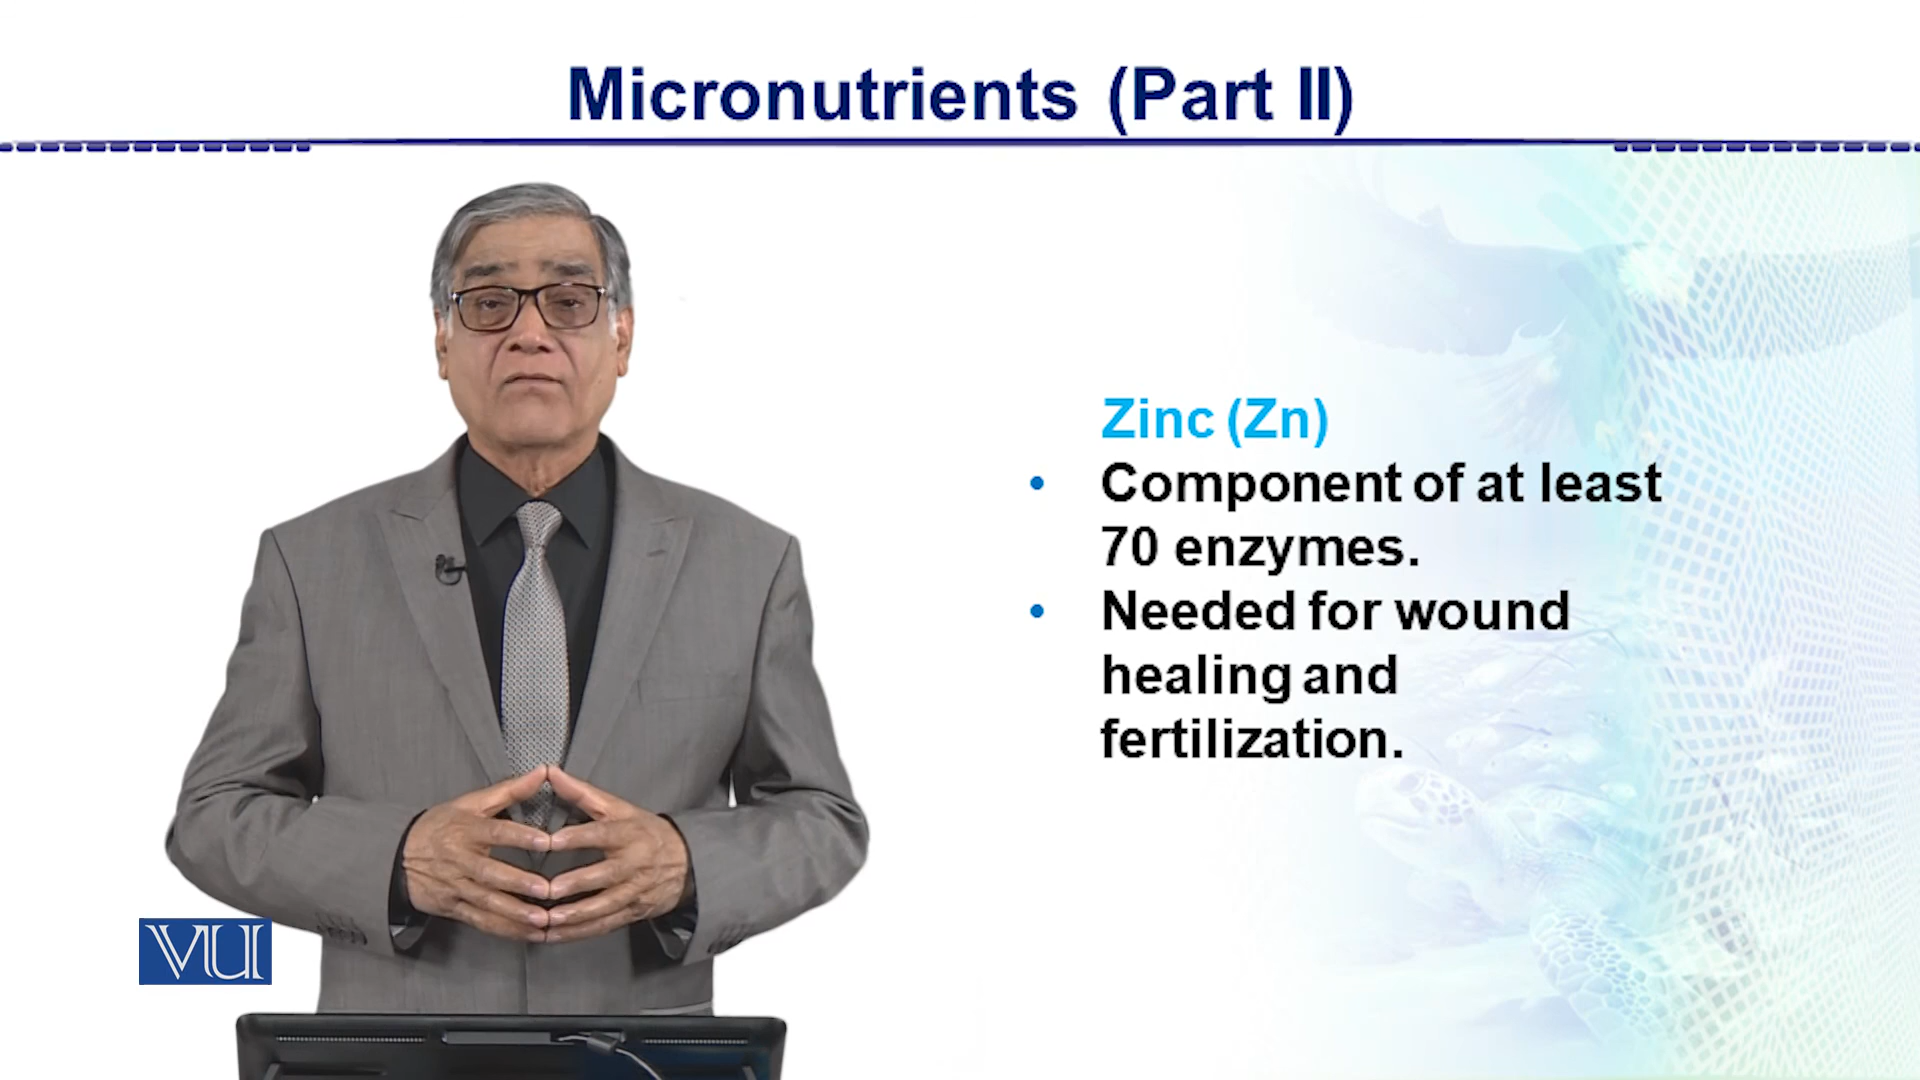 Micronutrients (Part II)
Zinc (Zn)
• Component of at least
70 enzymes.
• Needed for wound
healing and
fertilization.
VU